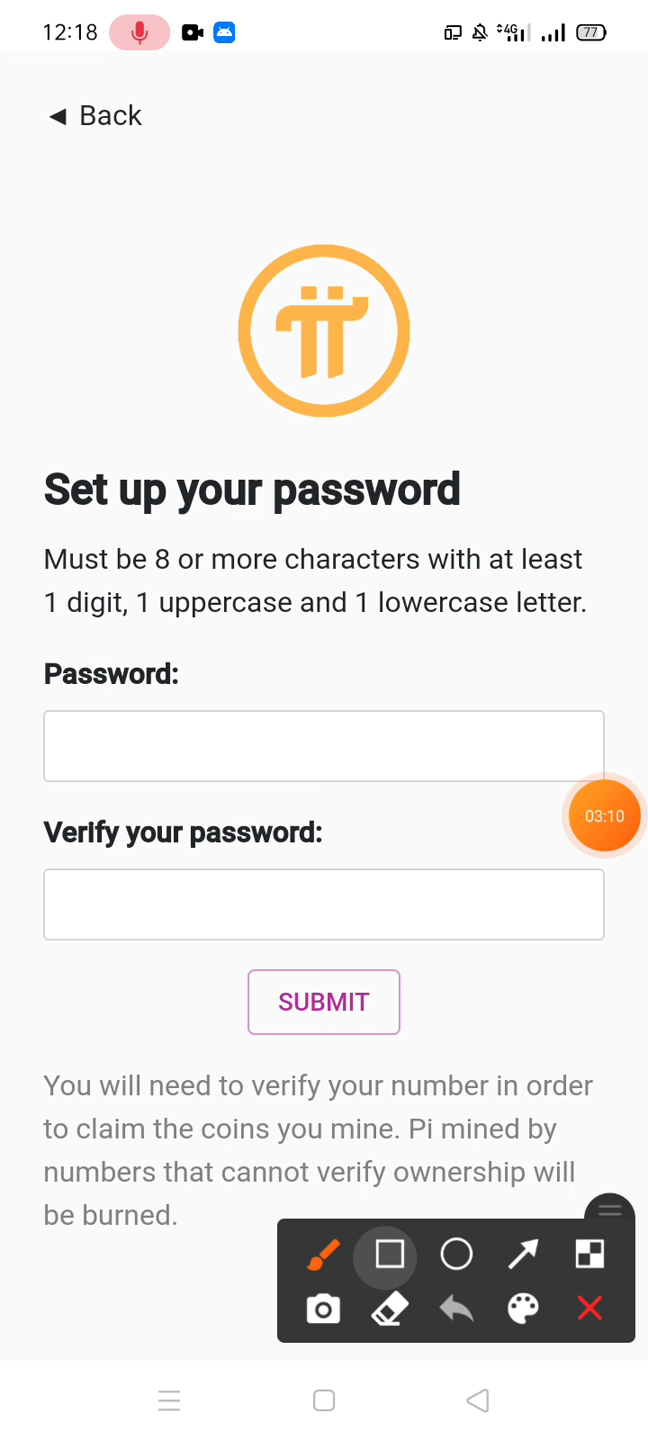 12:18
4G
77
◄ Back
Set up your password
Must be 8 or more characters with at least
1 digit, 1 uppercase and 1 lowercase letter.
Password:
03:10
Verify your password:
SUBMIT
You will need to verify your number in order
to claim the coins you mine. Pi mined by
numbers that cannot verify ownership will
be burned.